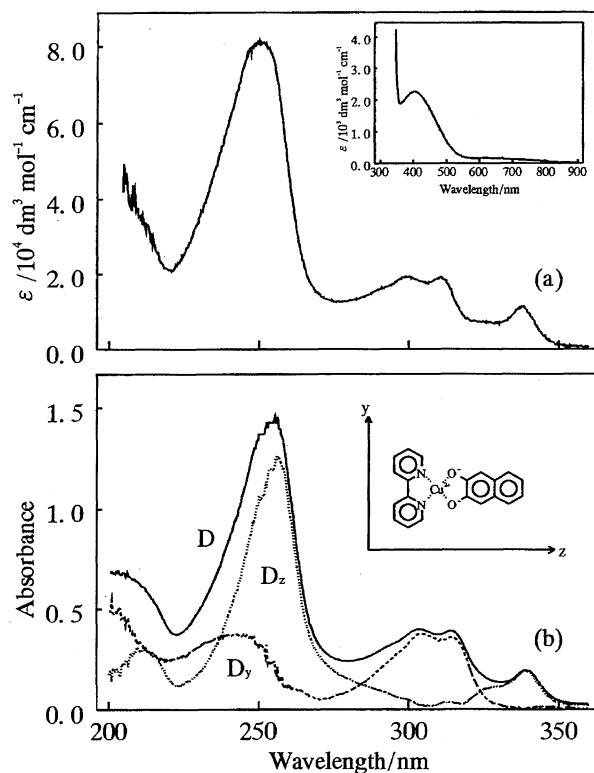 8.0
6.0
4.0
2.0
0.0
ε /10⁴ dm³ mol⁻¹ cm⁻¹
4.0
3.0
2.0
1.0
0.0
ε /10³ dm³ mol⁻¹ cm⁻¹
300 400 500 600 700 800 900
Wavelength/nm
(a)
1.5
1.0
0.5
0.0
Absorbance
y
N
N
Cu
O⁻
O
z
D
D_z
D_y
(b)
200 250 300 350
Wavelength/nm